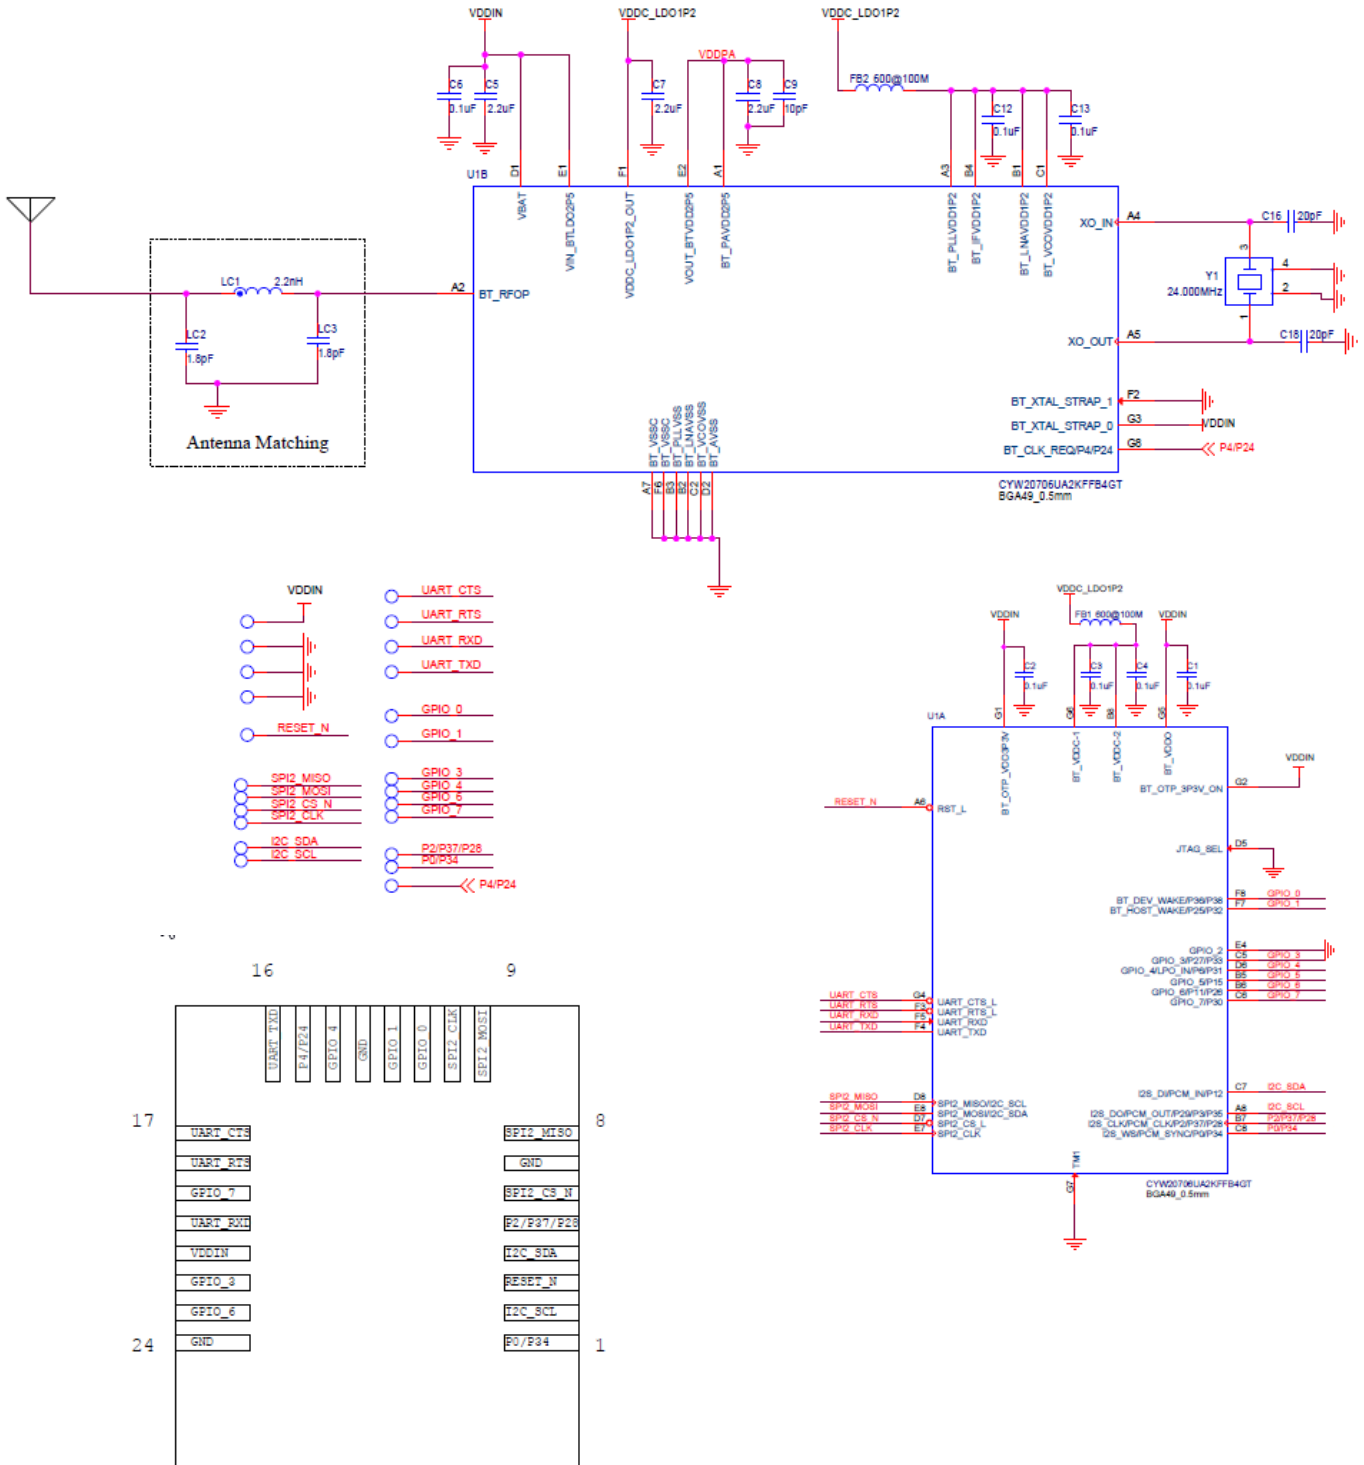 VDDIN
VDDC_LDO1P2
VDDC_LDO1P2
VDDPA
FB2 600@100M
C6
0.1uF
C5
2.2uF
C7
2.2uF
C8
2.2uF
C9
10pF
C12
0.1uF
C13
0.1uF
U1B
D1
E1
F1
E2
A1
A3
B4
B1
C1
VBAT
VIN_BTLDO2P5
VDDC_LDO1P2_OUT
VOUT_BTVDD2P5
BT_PAVDD2P5
BT_PLLVDD1P2
BT_IFVDD1P2
BT_LNAVDD1P2
BT_VCOVDD1P2
XO_IN
A4
C16
20pF
3
4
Y1
24.000MHz
2
1
XO_OUT
A5
C18
20pF
LC1
2.2nH
A2
BT_RFOP
LC2
1.8pF
LC3
1.8pF
Antenna Matching
BT_XTAL_STRAP_1
F2
BT_XTAL_STRAP_0
G3
VDDIN
BT_CLK_REQ/P4/P24
G8
P4/P24
BT_VSSC
BT_VSSC
BT_PLLVSS
BT_LNAVSS
BT_VCOVSS
BT_AVSS
A7
F6
B3
B2
C2
D2
CYW20706UA2KFFB4GT
BGA49_0.5mm
VDDIN
RESET_N
SPI2_MISO
SPI2_MOSI
SPI2_CS_N
SPI2_CLK
I2C_SDA
I2C_SCL
UART_CTS
UART_RTS
UART_RXD
UART_TXD
GPIO_0
GPIO_1
GPIO_3
GPIO_4
GPIO_6
GPIO_7
P2/P37/P28
P0/P34
P4/P24
VDDC_LDO1P2
VDDIN
FB1 600@100M
VDDIN
C2
0.1uF
C3
0.1uF
C4
0.1uF
C1
0.1uF
U1A
G1
G6
B8
G5
BT_OTP_VDD3P3V
BT_VDDC-1
BT_VDDC-2
BT_VDDO
VDDIN
BT_OTP_3P3V_ON
G2
RESET_N
A6
RST_L
JTAG_SEL
D5
BT_DEV_WAKE/P36/P38
F8
GPIO_0
BT_HOST_WAKE/P25/P32
F7
GPIO_1
GPIO_2
E4
GPIO_3/P27/P33
C5
GPIO_3
GPIO_4/LPO_IN/P6/P31
D6
GPIO_4
GPIO_5/P15
B5
GPIO_5
GPIO_6/P11/P26
B6
GPIO_6
GPIO_7/P30
C6
GPIO_7
UART_CTS
G4
UART_CTS_L
UART_RTS
F3
UART_RTS_L
UART_RXD
F5
UART_RXD
UART_TXD
F4
UART_TXD
I2S_DI/PCM_IN/P12
C7
I2C_SDA
I2S_DO/PCM_OUT/P29/P3/P35
A8
I2C_SCL
I2S_CLK/PCM_CLK/P2/P37/P28
B7
P2/P37/P28
I2S_WS/PCM_SYNC/P0/P34
C8
P0/P34
SPI2_MISO
D8
SPI2_MISO/I2C_SCL
SPI2_MOSI
E8
SPI2_MOSI/I2C_SDA
SPI2_CS_N
D7
SPI2_CS_L
SPI2_CLK
E7
SPI2_CLK
TM1
G7
CYW20706UA2KFFB4GT
BGA49_0.5mm
16
9
UART_TXD
P4/P24
GPIO_4
GND
GPIO_1
GPIO_0
SPI2_CLK
SPI2_MOSI
17
8
UART_CTS
SPI2_MISO
UART_RTS
GND
GPIO_7
SPI2_CS_N
UART_RXD
P2/P37/P28
VDDIN
I2C_SDA
GPIO_3
RESET_N
GPIO_6
I2C_SCL
24
GND
P0/P34
1